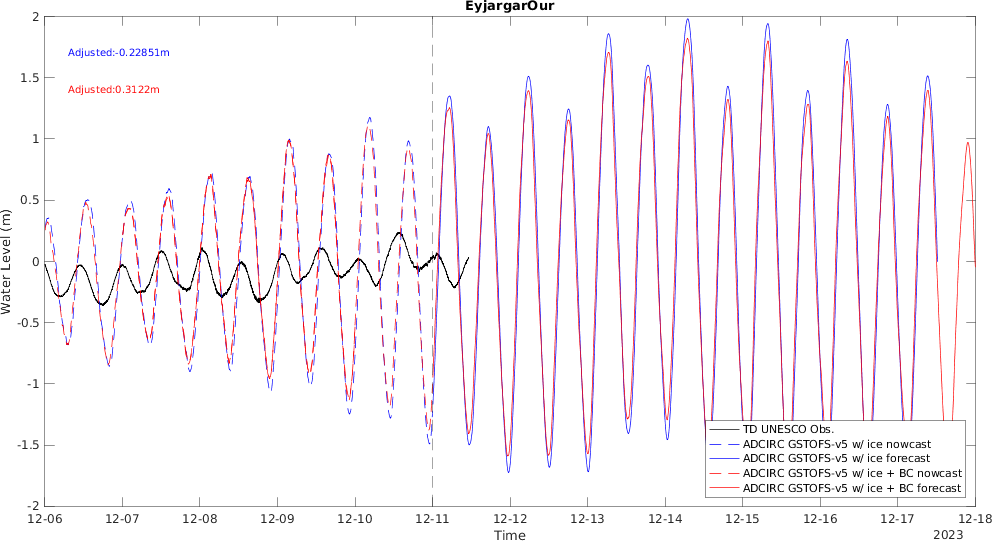 EyjargarOur
Adjusted:-0.22851m
Adjusted:0.3122m
Water Level (m)
2
1.5
1
0.5
0
-0.5
-1
-1.5
-2
TD UNESCO Obs.
ADCIRC GSTOFS-v5 w/ ice nowcast
ADCIRC GSTOFS-v5 w/ ice forecast
ADCIRC GSTOFS-v5 w/ ice + BC nowcast
ADCIRC GSTOFS-v5 w/ ice + BC forecast
12-06 12-07 12-08 12-09 12-10 12-11 12-12 12-13 12-14 12-15 12-16 12-17 12-18
Time
2023